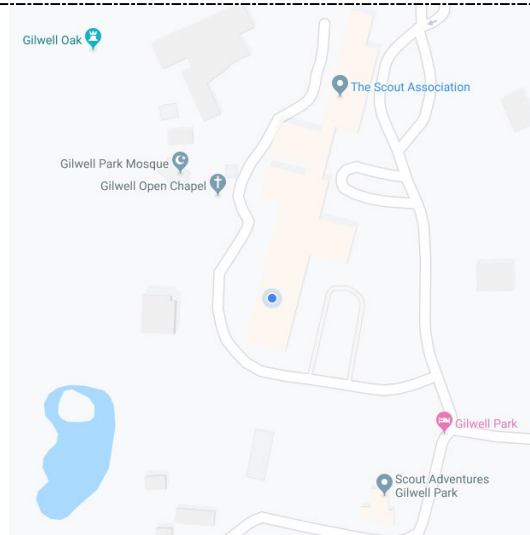 Gilwell Oak
The Scout Association
Gilwell Park Mosque
Gilwell Open Chapel
Gilwell Park
Scout Adventures
Gilwell Park